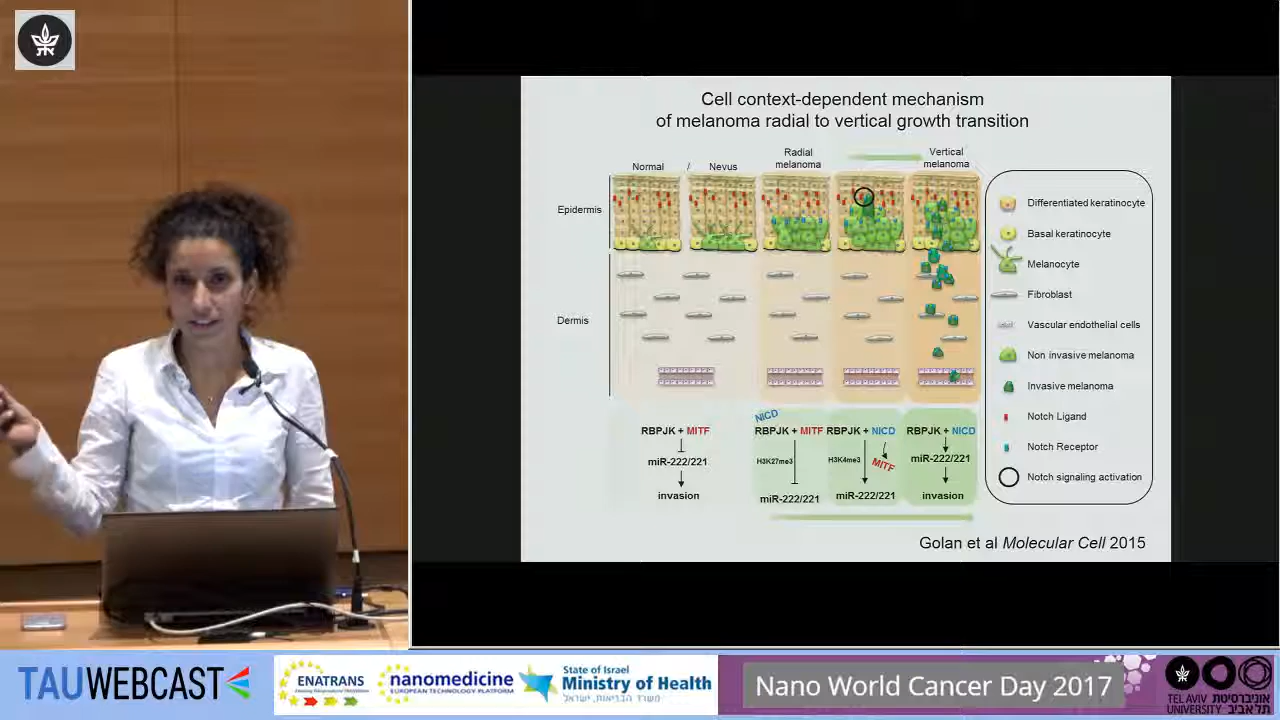 Cell context-dependent mechanism
of melanoma radial to vertical growth transition
Normal / Nevus
Radial
melanoma
Vertical
melanoma
Epidermis
Dermis
Differentiated keratinocyte
Basal keratinocyte
Melanocyte
Fibroblast
Vascular endothelial cells
Non invasive melanoma
Invasive melanoma
Notch Ligand
Notch Receptor
Notch signaling activation
RBPJK + MITF
miR-222/221
invasion
NICD
RBPJK + MITF
H3K27me3
miR-222/221
RBPJK + NICD
H3K4me3
MITF
miR-222/221
RBPJK + NICD
miR-222/221
invasion
Golan et al Molecular Cell 2015
TAUWEBCAST
ENATRANS
nanomedicine
EUROPEAN TECHNOLOGY PLATFORM
State of Israel
Ministry of Health
משרד הבריאות, ישראל
Nano World Cancer Day 2017
TEL AVIV אוניברסיטת
UNIVERSITY תל אביב